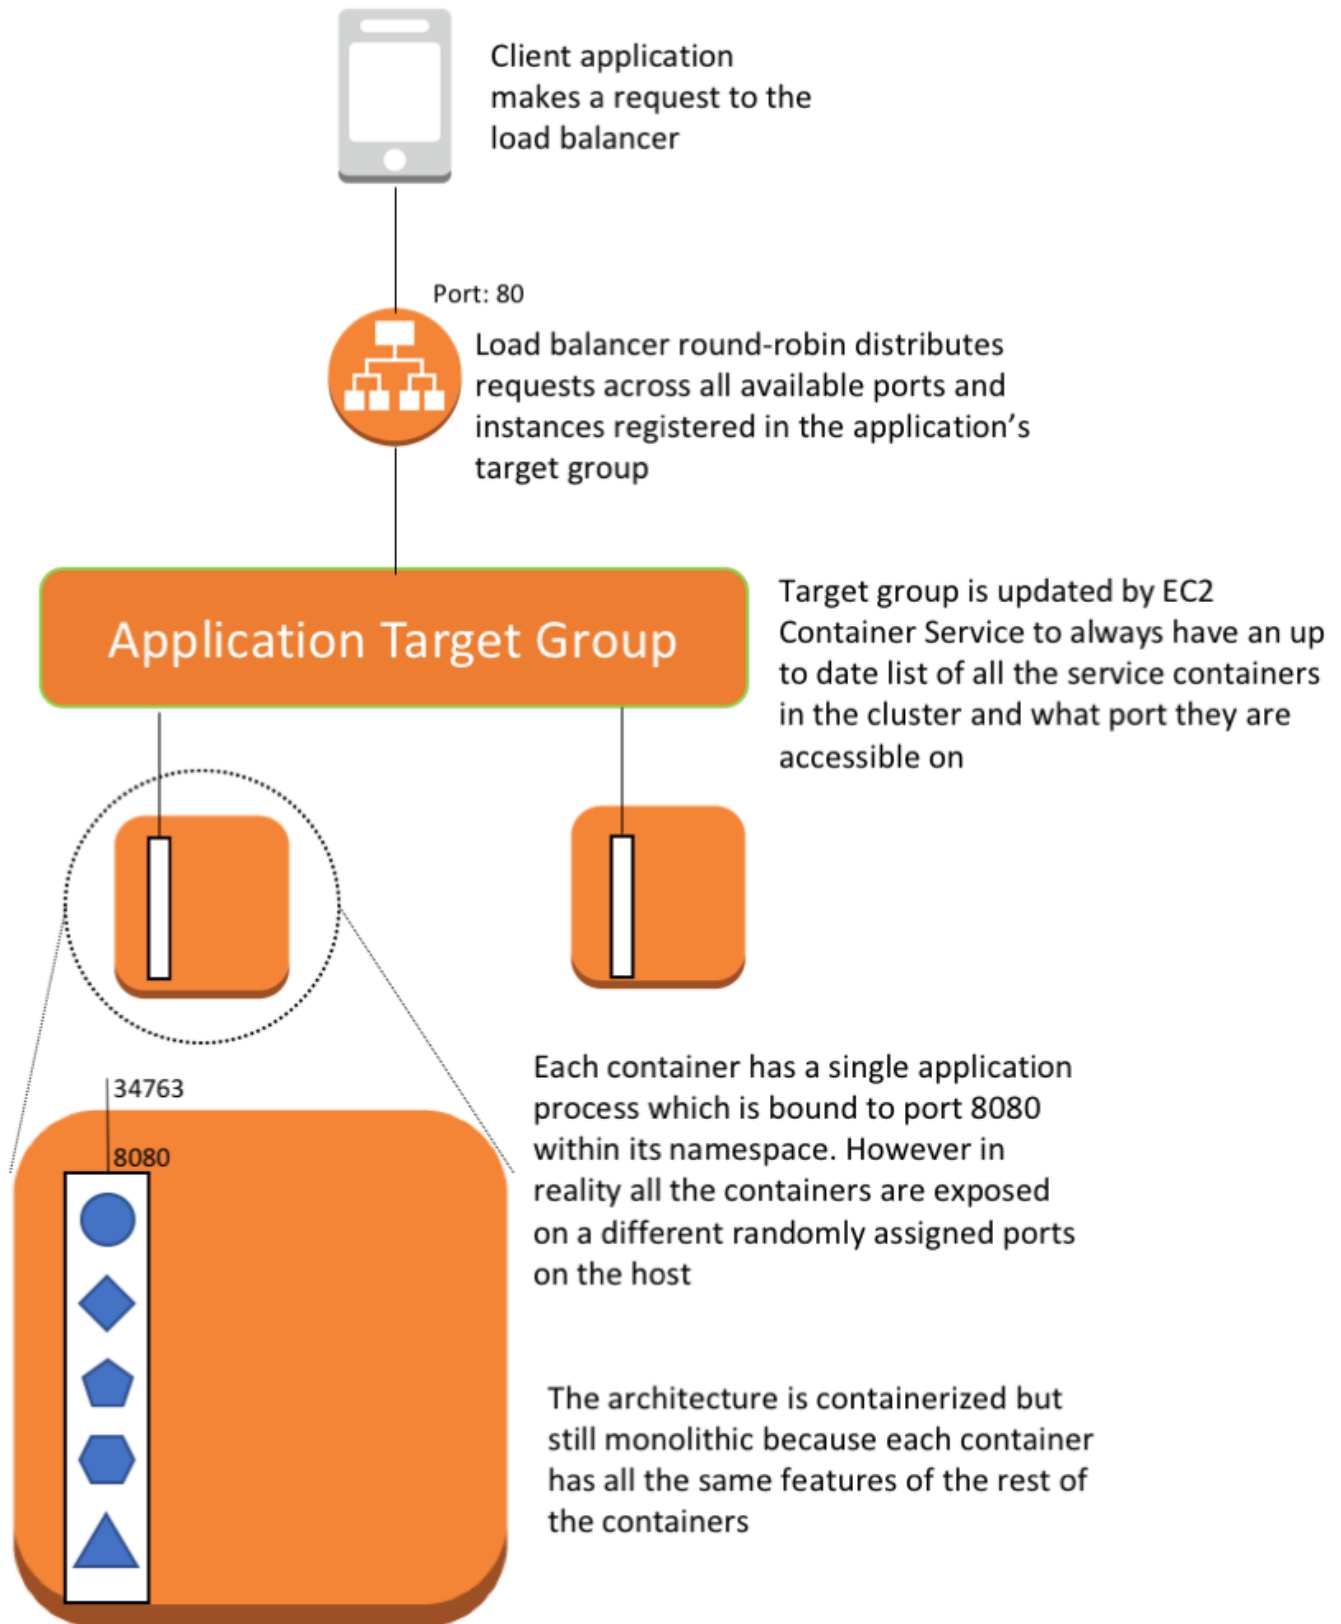 Client application
makes a request to the
load balancer
Port: 80
Load balancer round-robin distributes
requests across all available ports and
instances registered in the application's
target group
Application Target Group
Target group is updated by EC2
Container Service to always have an up
to date list of all the service containers
in the cluster and what port they are
accessible on
34763
8080
Each container has a single application
process which is bound to port 8080
within its namespace. However in
reality all the containers are exposed
on a different randomly assigned ports
on the host
The architecture is containerized but
still monolithic because each container
has all the same features of the rest of
the containers